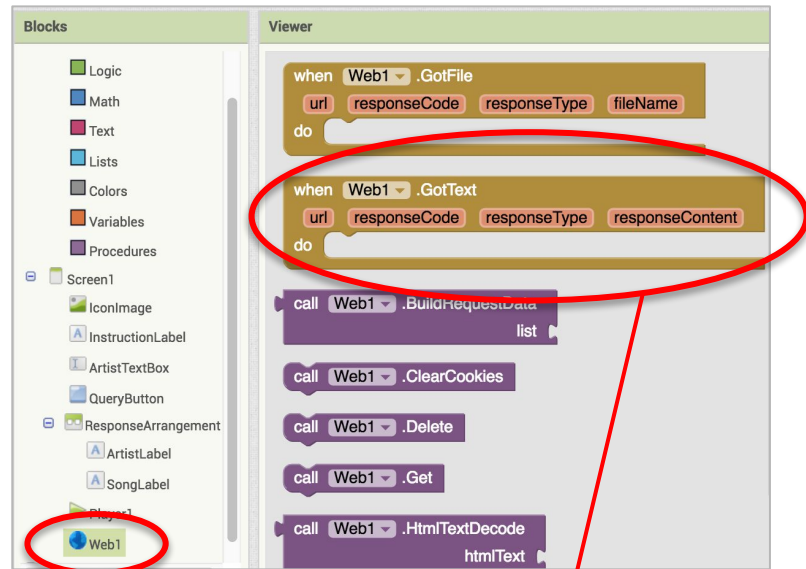 Blocks
Logic
Math
Text
Lists
Colors
Variables
Procedures
Screen1
IconImage
InstructionLabel
ArtistTextBox
QueryButton
ResponseArrangement
ArtistLabel
SongLabel
Player1
Web1
Viewer
when Web1 .GotFile
url responseCode responseType fileName
do
when Web1 .GotText
url responseCode responseType responseContent
do
call Web1 .BuildRequestData
list
call Web1 .ClearCookies
call Web1 .Delete
call Web1 .Get
call Web1 .HtmlTextDecode
htmlText